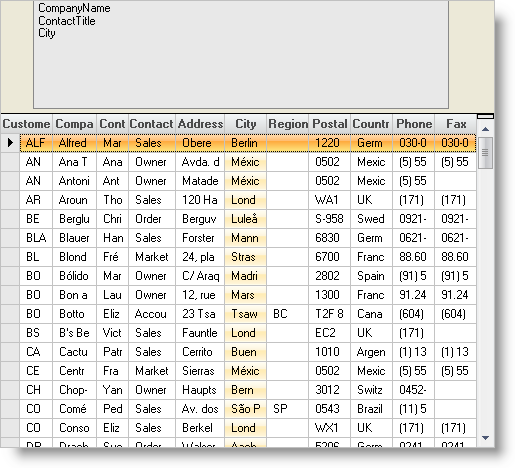 CompanyName
ContactTitle
City
Custome Compa Cont Contact Address City Region Postal Countr Phone Fax
ALF Alfred Mar Sales Obere Berlin 1220 Germ 030-0 030-0
AN Ana T Ana Owner Avda. d Méxic 0502 Mexic (5) 55 (5) 55
AN Antoni Ant Owner Matade Méxic 0502 Mexic (5) 55
AR Aroun Tho Sales 120 Ha Lond WA1 UK (171) (171)
BE Berglu Chri Order Berguv Luleå S-958 Swed 0921- 0921-
BLA Blauer Han Sales Forster Mann 6830 Germ 0621- 0621-
BL Blond Fré Market 24, pla Stras 6700 Franc 88.60 88.60
BO Bólido Mar Owner C/ Araq Madri 2802 Spain (91) 5 (91) 5
BO Bon a Lau Owner 12, rue Mars 1300 Franc 91.24 91.24
BO Botto Eliz Accou 23 Tsa Tsaw BC T2F 8 Cana (604) (604)
BS B's Be Vict Sales Fauntle Lond EC2 UK (171)
CA Cactu Patr Sales Cerrito Buen 1010 Argen (1) 13 (1) 13
CE Centr Fra Market Sierras Méxic 0502 Mexic (5) 55 (5) 55
CH Chop- Yan Owner Haupts Bern 3012 Switz 0452-
CO Comé Ped Sales Av. dos São P SP 0543 Brazil (11) 5
CO Conso Eliz Sales Berkel Lond WX1 UK (171) (171)
DR Drach Sve Order Walser Aach 5206 Germ 0241- 0241-